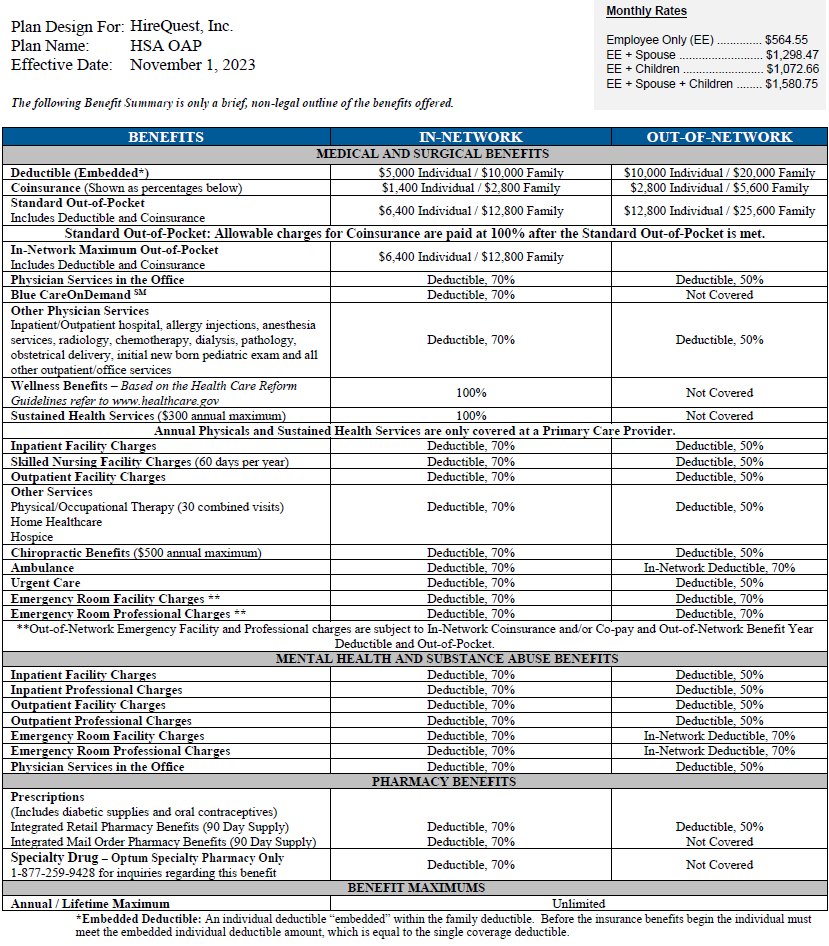 Plan Design For: HireQuest, Inc.
Plan Name: HSA OAP
Effective Date: November 1, 2023
The following Benefit Summary is only a brief, non-legal outline of the benefits offered.
Monthly Rates
Employee Only (EE) .............. $564.55
EE + Spouse .......................... $1,298.47
EE + Children ......................... $1,072.66
EE + Spouse + Children ........ $1,580.75
BENEFITS IN-NETWORK OUT-OF-NETWORK
MEDICAL AND SURGICAL BENEFITS
Deductible (Embedded*) $5,000 Individual / $10,000 Family $10,000 Individual / $20,000 Family
Coinsurance (Shown as percentages below) $1,400 Individual / $2,800 Family $2,800 Individual / $5,600 Family
Standard Out-of-Pocket
Includes Deductible and Coinsurance $6,400 Individual / $12,800 Family $12,800 Individual / $25,600 Family
Standard Out-of-Pocket: Allowable charges for Coinsurance are paid at 100% after the Standard Out-of-Pocket is met.
In-Network Maximum Out-of-Pocket
Includes Deductible and Coinsurance $6,400 Individual / $12,800 Family
Physician Services in the Office Deductible, 70% Deductible, 50%
Blue CareOnDemand SM Deductible, 70% Not Covered
Other Physician Services
Inpatient/Outpatient hospital, allergy injections, anesthesia
services, radiology, chemotherapy, dialysis, pathology, Deductible, 70% Deductible, 50%
obstetrical delivery, initial new born pediatric exam and all
other outpatient/office services
Wellness Benefits – Based on the Health Care Reform
Guidelines refer to www.healthcare.gov 100% Not Covered
Sustained Health Services ($300 annual maximum) 100% Not Covered
Annual Physicals and Sustained Health Services are only covered at a Primary Care Provider.
Inpatient Facility Charges Deductible, 70% Deductible, 50%
Skilled Nursing Facility Charges (60 days per year) Deductible, 70% Deductible, 50%
Outpatient Facility Charges Deductible, 70% Deductible, 50%
Other Services
Physical/Occupational Therapy (30 combined visits) Deductible, 70% Deductible, 50%
Home Healthcare
Hospice
Chiropractic Benefits ($500 annual maximum) Deductible, 70% Deductible, 50%
Ambulance Deductible, 70% In-Network Deductible, 70%
Urgent Care Deductible, 70% Deductible, 50%
Emergency Room Facility Charges ** Deductible, 70% Deductible, 70%
Emergency Room Professional Charges ** Deductible, 70% Deductible, 70%
**Out-of-Network Emergency Facility and Professional charges are subject to In-Network Coinsurance and/or Co-pay and Out-of-Network Benefit Year
Deductible and Out-of-Pocket.
MENTAL HEALTH AND SUBSTANCE ABUSE BENEFITS
Inpatient Facility Charges Deductible, 70% Deductible, 50%
Inpatient Professional Charges Deductible, 70% Deductible, 50%
Outpatient Facility Charges Deductible, 70% Deductible, 50%
Outpatient Professional Charges Deductible, 70% Deductible, 50%
Emergency Room Facility Charges Deductible, 70% In-Network Deductible, 70%
Emergency Room Professional Charges Deductible, 70% In-Network Deductible, 70%
Physician Services in the Office Deductible, 70% Deductible, 50%
PHARMACY BENEFITS
Prescriptions
(Includes diabetic supplies and oral contraceptives)
Integrated Retail Pharmacy Benefits (90 Day Supply) Deductible, 70% Deductible, 50%
Integrated Mail Order Pharmacy Benefits (90 Day Supply) Deductible, 70% Not Covered
Specialty Drug – Optum Specialty Pharmacy Only
1-877-259-9428 for inquiries regarding this benefit Deductible, 70% Not Covered
BENEFIT MAXIMUMS
Annual / Lifetime Maximum Unlimited
*Embedded Deductible: An individual deductible “embedded” within the family deductible. Before the insurance benefits begin the individual must
meet the embedded individual deductible amount, which is equal to the single coverage deductible.